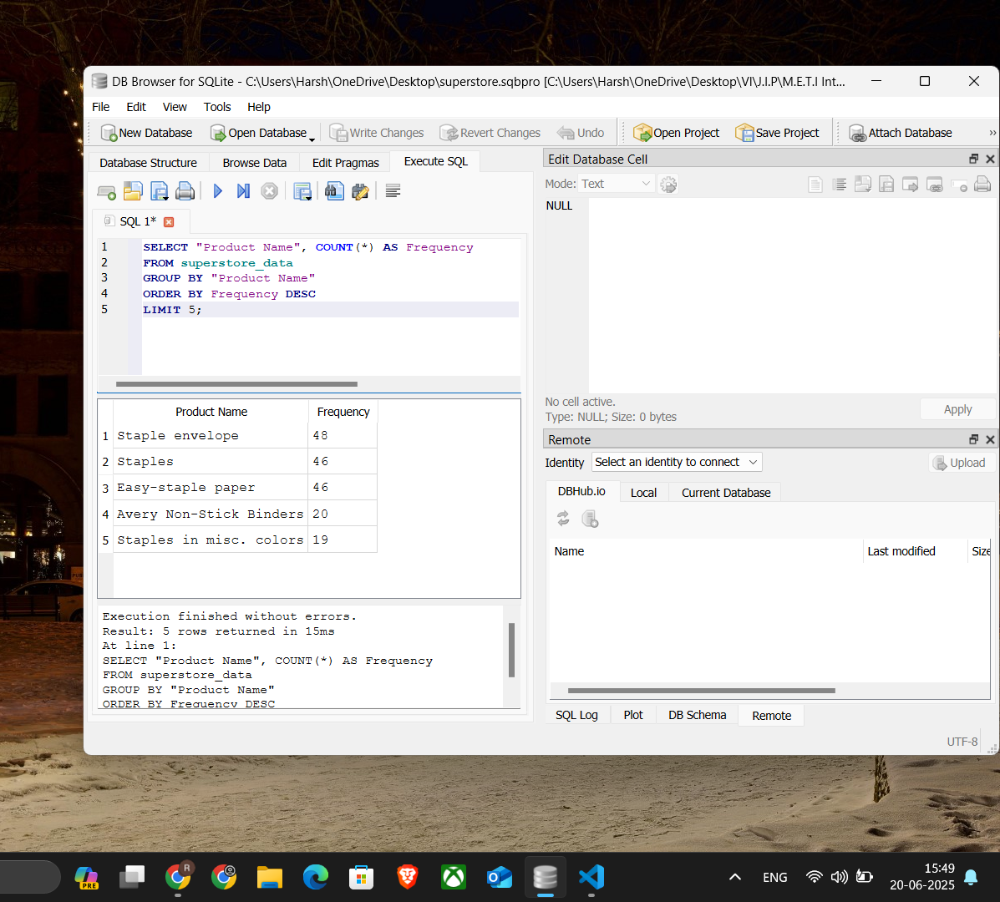 DB Browser for SQLite - C:\Users\Harsh\OneDrive\Desktop\superstore.sqbpro [C:\Users\Harsh\OneDrive\Desktop\VI\J.I.P\M.E.T.I Int...
File Edit View Tools Help
New Database Open Database Write Changes Revert Changes Undo Open Project Save Project Attach Database »
Database Structure Browse Data Edit Pragmas Execute SQL
SQL 1*
1 SELECT "Product Name", COUNT(*) AS Frequency
2 FROM superstore_data
3 GROUP BY "Product Name"
4 ORDER BY Frequency DESC
5 LIMIT 5;
Product Name Frequency
1 Staple envelope 48
2 Staples 46
3 Easy-staple paper 46
4 Avery Non-Stick Binders 20
5 Staples in misc. colors 19
Execution finished without errors.
Result: 5 rows returned in 15ms
At line 1:
SELECT "Product Name", COUNT(*) AS Frequency
FROM superstore_data
GROUP BY "Product Name"
ORDER BY Frequency DESC
Edit Database Cell
Mode: Text
NULL
No cell active.
Type: NULL; Size: 0 bytes
Apply
Remote
Identity Select an identity to connect Upload
DBHub.io Local Current Database
Name Last modified Size
SQL Log Plot DB Schema Remote
UTF-8
PRE
R
ENG
15:49
20-06-2025